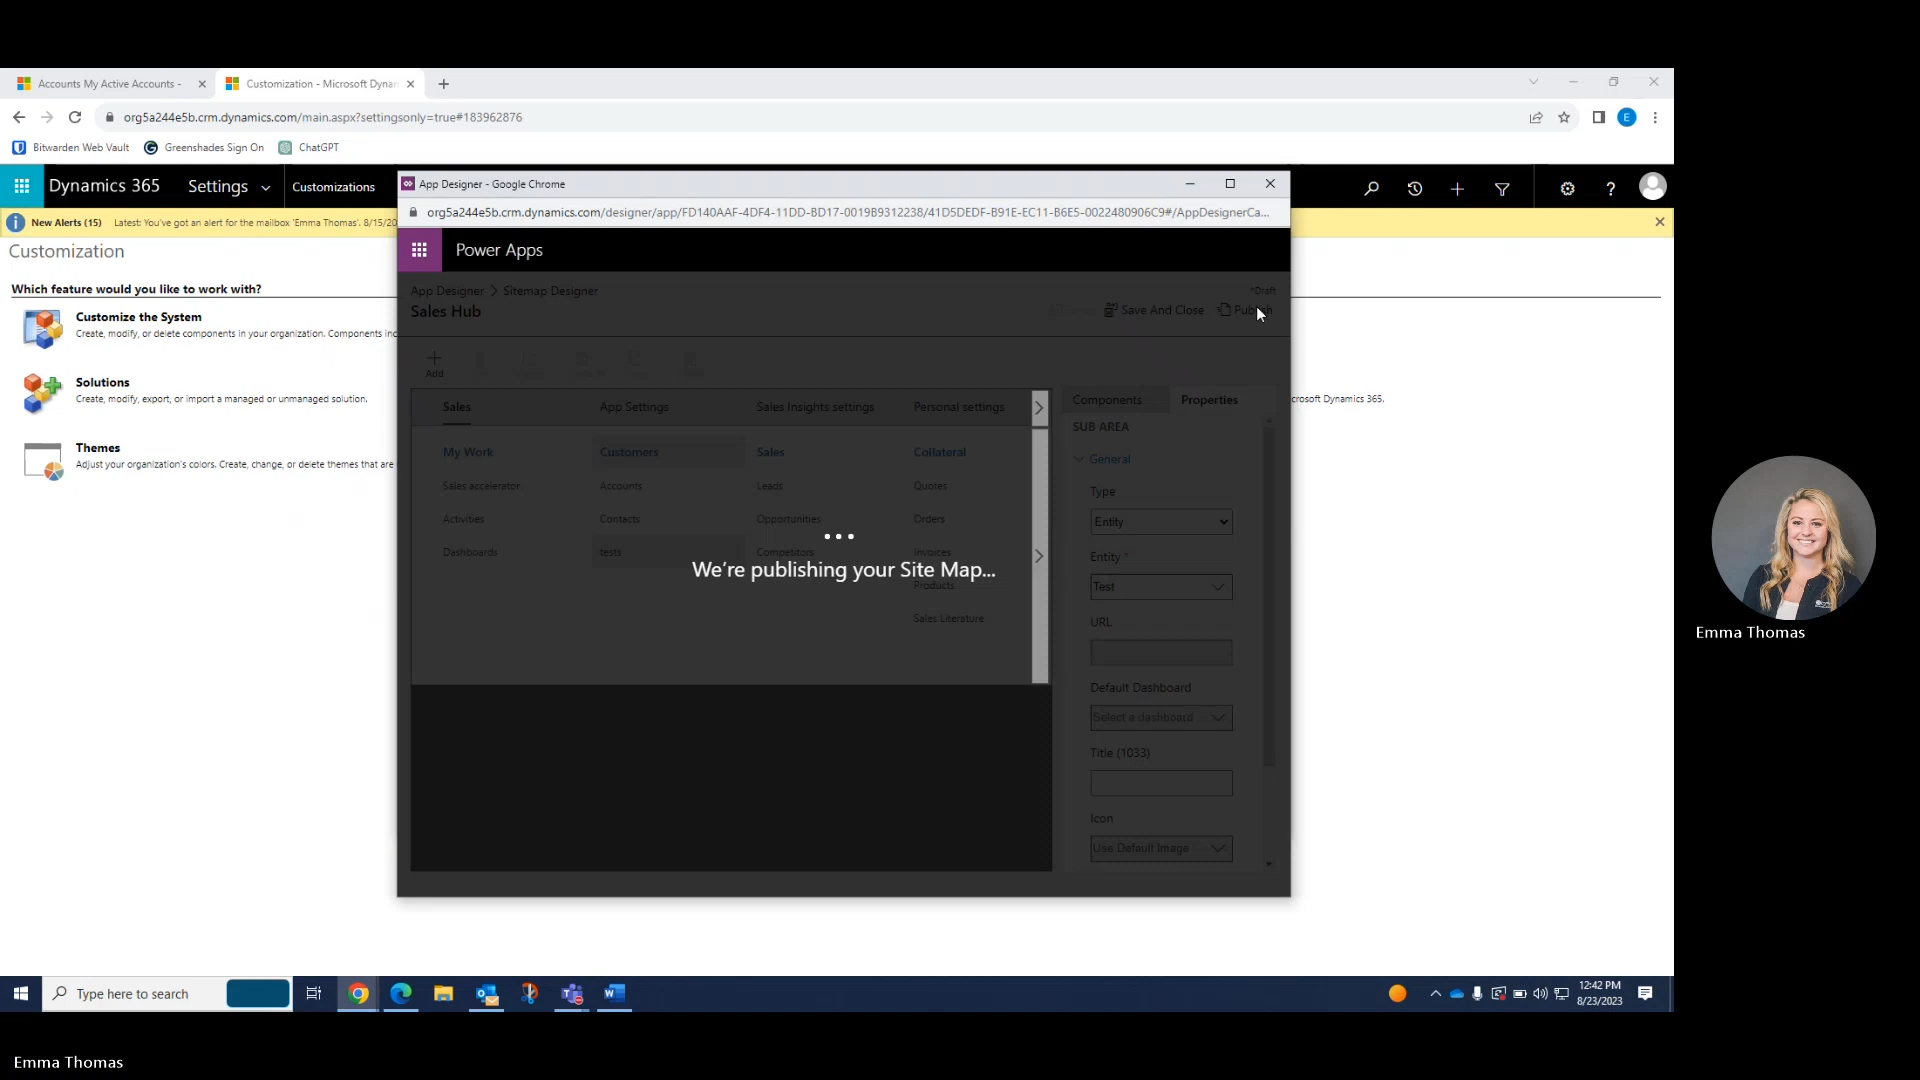 Accounts My Active Accounts -
Customization - Microsoft Dynan
org5a244e5b.crm.dynamics.com/main.aspx?settingsonly=true#183962876
E
Bitwarden Web Vault
Greenshades Sign On
ChatGPT
Dynamics 365
Settings
Customizations
New Alerts (15)
Latest: You've got an alert for the mailbox 'Emma Thomas'. 8/15/20
Customization
Which feature would you like to work with?
Customize the System
Create, modify, or delete components in your organization. Components inc
Solutions
Create, modify, export, or import a managed or unmanaged solution.
crosoft Dynamics 365.
Themes
Adjust your organization's colors. Create, change, or delete themes that are
App Designer - Google Chrome
org5a244e5b.crm.dynamics.com/designer/app/FD140AAF-4DF4-11DD-BD17-0019B9312238/41D5DEDF-B91E-EC11-B6E5-0022480906C9#/AppDesignerCa...
Power Apps
App Designer > Sitemap Designer
*Draft
Sales Hub
Save And Close
Publish
Add
Sales
App Settings
Sales Insights settings
Personal settings
My Work
Customers
Sales
Collateral
Sales accelerator
Accounts
Leads
Quotes
Activities
Contacts
Opportunities
Orders
Dashboards
tests
Competitors
Invoices
Products
Sales Literature
We're publishing your Site Map...
Components
Properties
SUB AREA
General
Type
Entity
Entity *
Test
URL
Default Dashboard
Select a dashboard
Title (1033)
Icon
Use Default Image
Emma Thomas
Type here to search
12:42 PM
8/23/2023
Emma Thomas